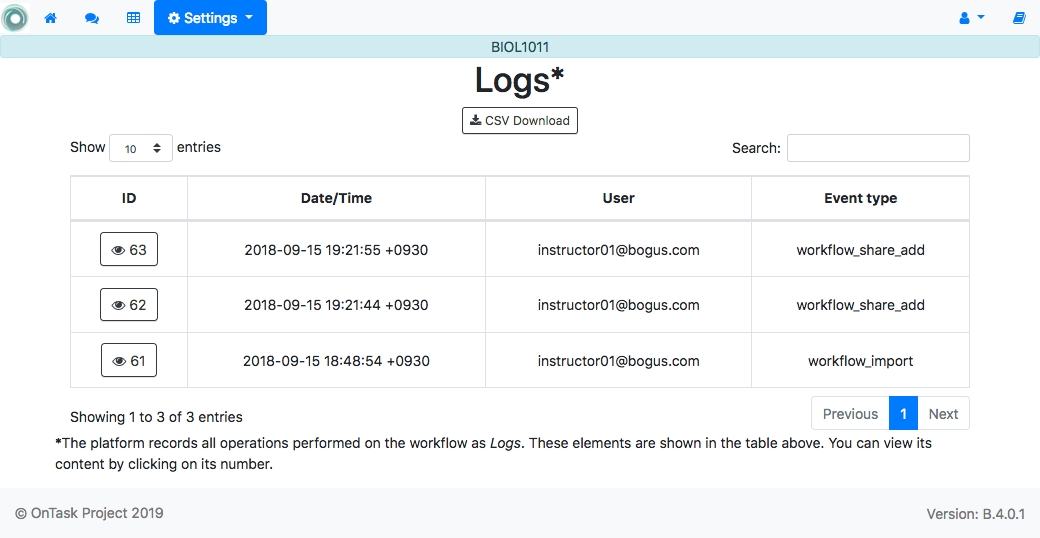 Settings
BIOL1011
Logs*
CSV Download
Show 10 entries
Search:
ID Date/Time User Event type
63 2018-09-15 19:21:55 +0930 instructor01@bogus.com workflow_share_add
62 2018-09-15 19:21:44 +0930 instructor01@bogus.com workflow_share_add
61 2018-09-15 18:48:54 +0930 instructor01@bogus.com workflow_import
Showing 1 to 3 of 3 entries
Previous 1 Next
*The platform records all operations performed on the workflow as Logs. These elements are shown in the table above. You can view its
content by clicking on its number.
© OnTask Project 2019
Version: B.4.0.1